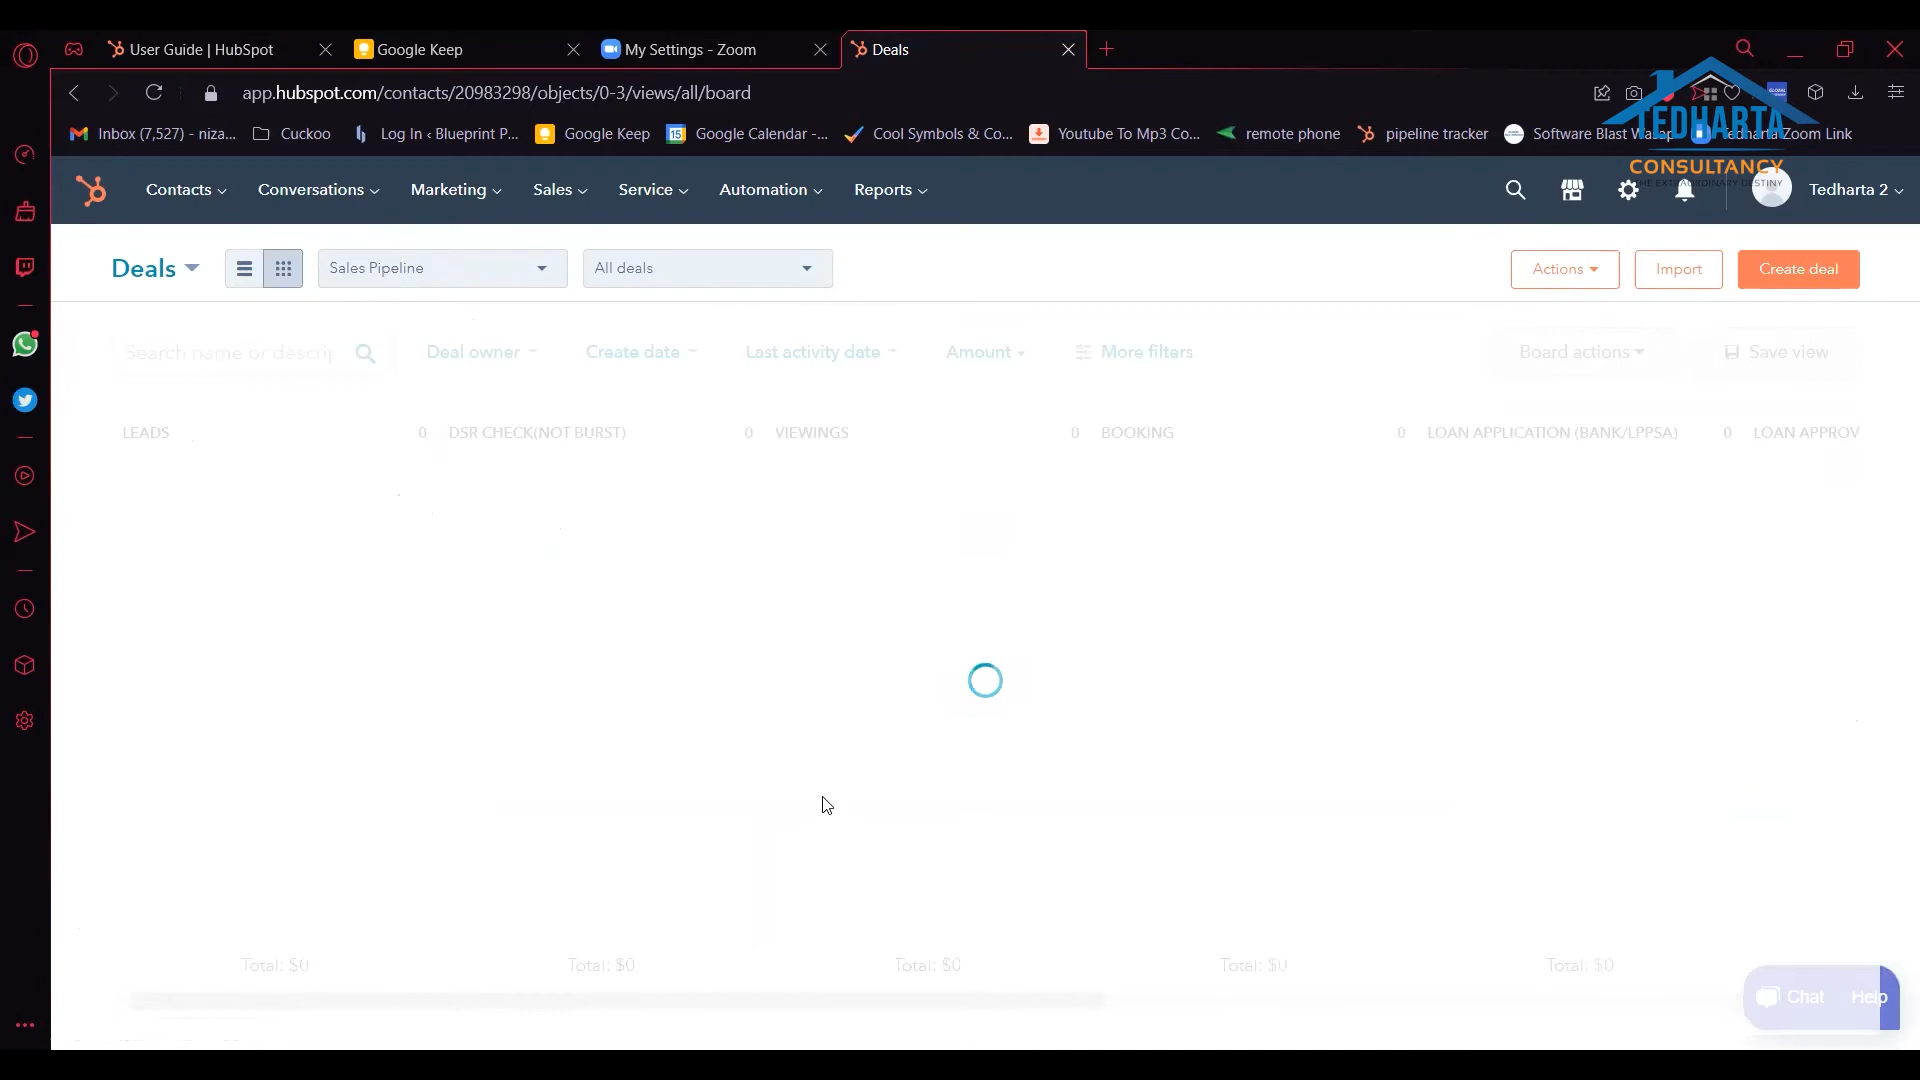 User Guide | HubSpot
Google Keep
My Settings - Zoom
Deals
app.hubspot.com/contacts/20983298/objects/0-3/views/all/board
Inbox (7,527) - niza...
Cuckoo
Log In ‹ Blueprint P...
Google Keep
Google Calendar -...
Cool Symbols & Co...
Youtube To Mp3 Co...
remote phone
pipeline tracker
Software Blast Wasap
Tedharta Zoom Link
TEDHARTA
CONSULTANCY
THE EXTRAORDINARY DESTINY
Contacts
Conversations
Marketing
Sales
Service
Automation
Reports
Tedharta 2
Deals
Sales Pipeline
All deals
Actions
Import
Create deal
Search name or descrip
Deal owner
Create date
Last activity date
Amount
More filters
Board actions
Save view
LEADS 0
DSR CHECK(NOT BURST) 0
VIEWINGS 0
BOOKING 0
LOAN APPLICATION (BANK/LPPSA) 0
LOAN APPROV
Total: $0
Total: $0
Total: $0
Total: $0
Total: $0
Chat
Help